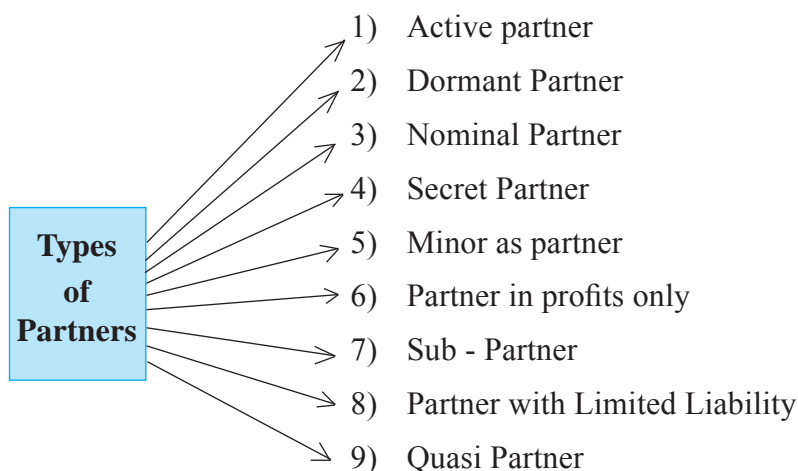 Types
of
Partners
1) Active partner
2) Dormant Partner
3) Nominal Partner
4) Secret Partner
5) Minor as partner
6) Partner in profits only
7) Sub - Partner
8) Partner with Limited Liability
9) Quasi Partner